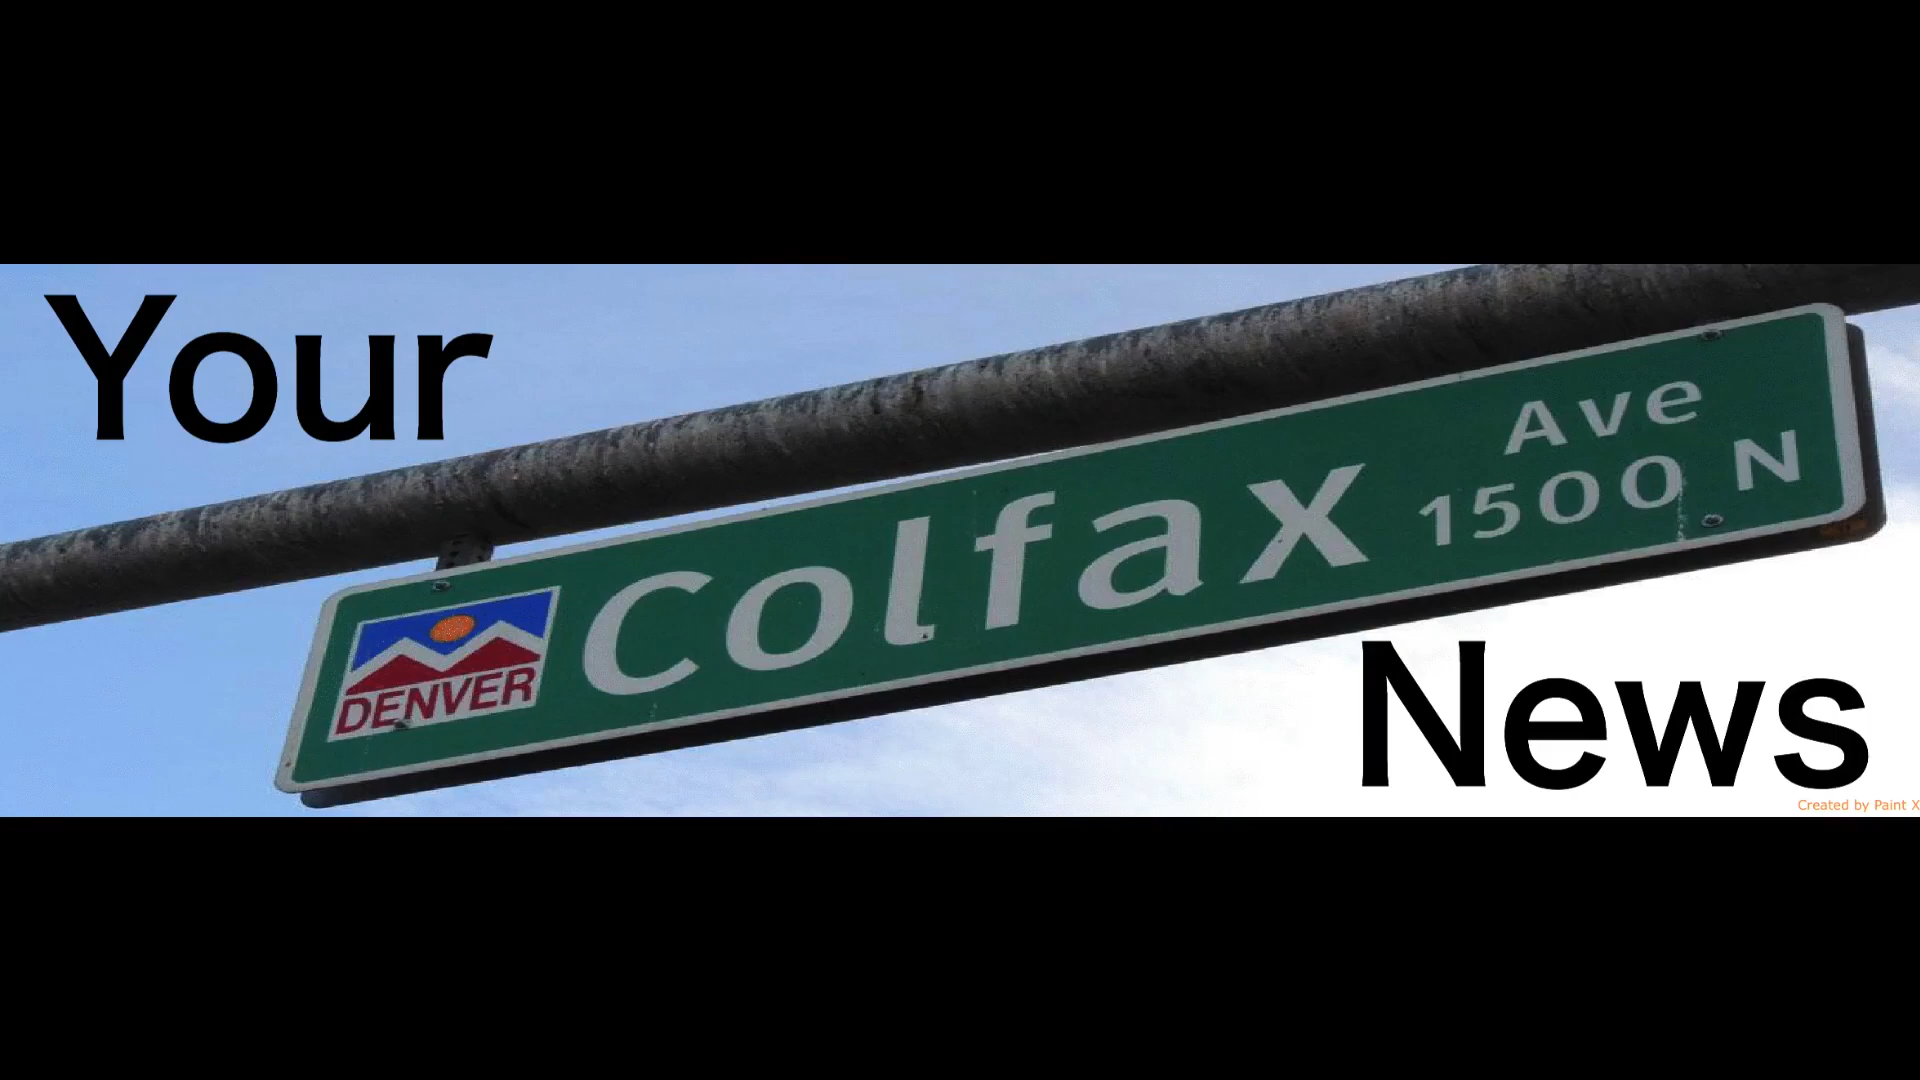 Your
Ave
Colfax 1500 N
DENVER
News
Created by Paint X